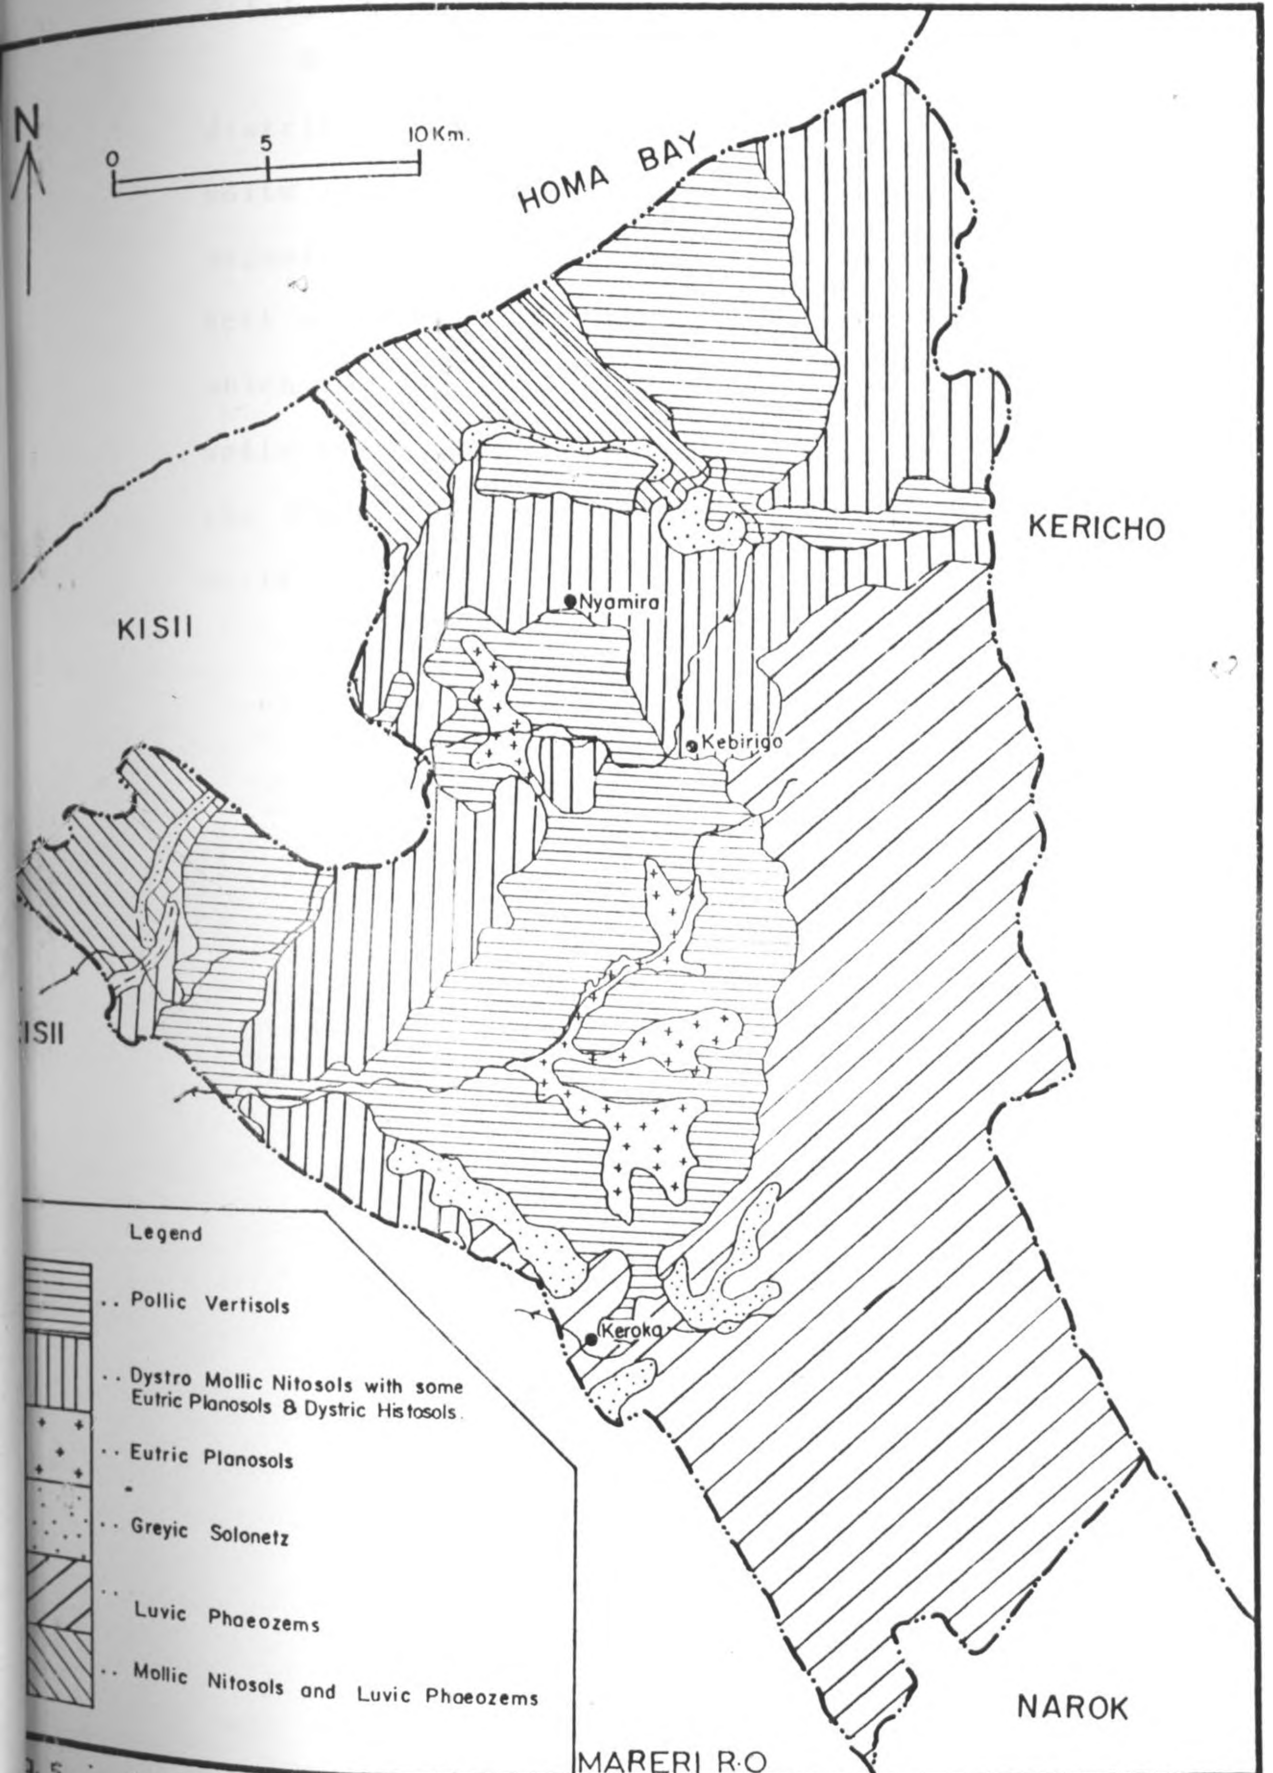 N
0 5 10 Km.
HOMA BAY
KERICHO
KISII
Nyamira
Kebirigo
KISII
Keroka
Legend
.. Pollic Vertisols
.. Dystro Mollic Nitosols with some
Eutric Planosols & Dystric Histosols.
.. Eutric Planosols
.. Greyic Solonetz
.. Luvic Phaeozems
.. Mollic Nitosols and Luvic Phaeozems
NAROK
MARERI R.O